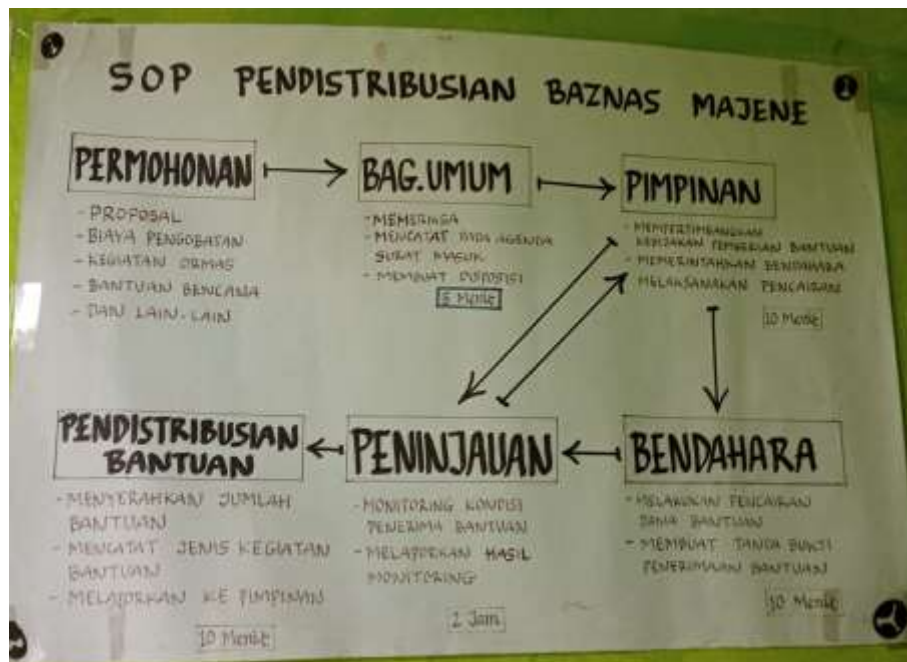 SOP PENDISTRIBUSIAN BAZNAS MAJENE
PERMOHONAN
- PROPOSAL
- BIAYA PENGOBATAN
- KEGIATAN ORMAS
- BANTUAN BENCANA
- DAN LAIN-LAIN
BAG.UMUM
- MEMERIKSA
- MENCATAT PADA AGENDA
SURAT MASUK
- MEMBUAT DISPOSISI
5 Menit
PIMPINAN
- MEMPERTIMBANGKAN
KEBIJAKAN PEMBERIAN BANTUAN
- MEMERINTAHKAN BENDAHARA
MELAKSANAKAN PENCAIRAN
10 Menit
PENDISTRIBUSIAN
BANTUAN
- MENYERAHKAN JUMLAH
BANTUAN
- MENCATAT JENIS KEGIATAN
BANTUAN
- MELAPORKAN KE PIMPINAN
10 Menit
PENINJAUAN
- MONITORING KONDISI
PENERIMA BANTUAN
- MELAPORKAN HASIL
MONITORING
2 Jam
BENDAHARA
- MELAKUKAN PENCAIRAN
DANA BANTUAN
- MEMBUAT TANDA BUKTI
PENERIMAAN BANTUAN
10 Menit